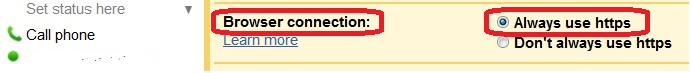 Set status here
Call phone
Browser connection:
Learn more
Always use https
Don't always use https